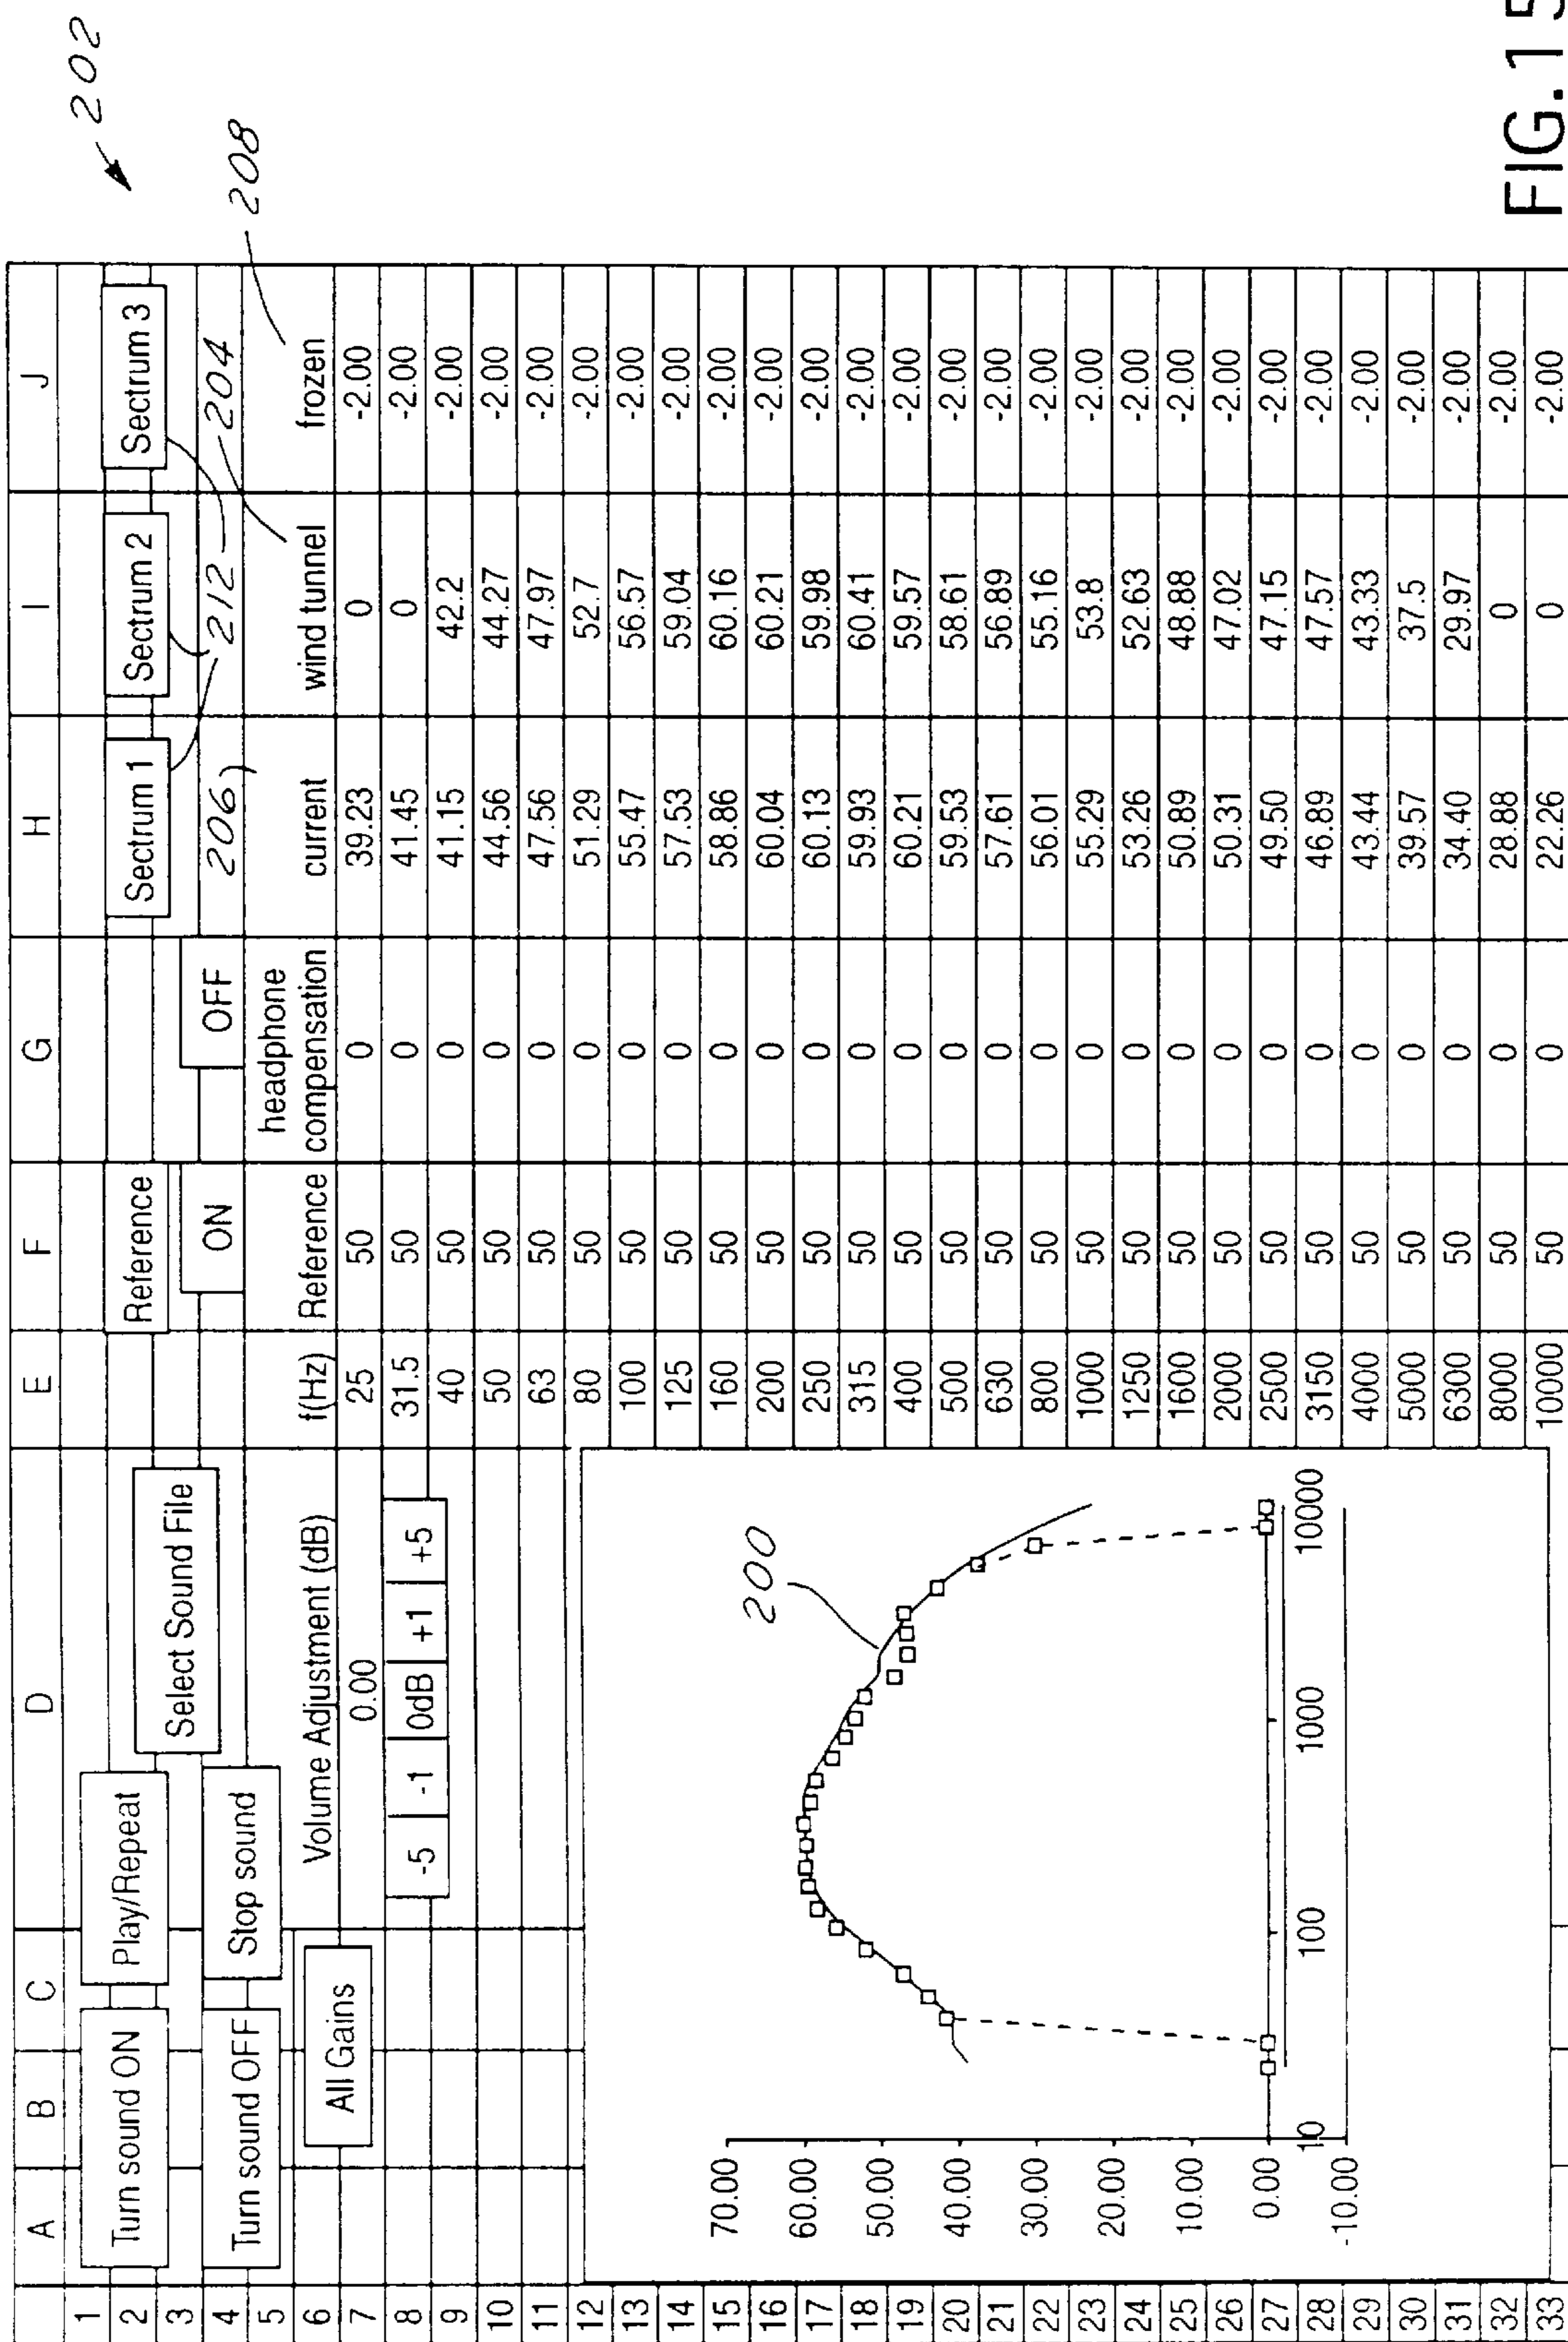 202
A B C D E F G H I J
1
2
3
4
5
6
Turn sound ON
Play/Repeat
Select Sound File
Reference
Sectrum 1
Sectrum 2
Sectrum 3
Turn sound OFF
Stop sound
ON
OFF
206
212
204
208
All Gains
Volume Adjustment (dB)
f(Hz) Reference headphone compensation current wind tunnel frozen
7 0.00 25 50 0 39.23 0 -2.00
8 -5 -1 0dB +1 +5 31.5 50 0 41.45 0 -2.00
9 40 50 0 41.15 42.2 -2.00
10 50 50 0 44.56 44.27 -2.00
11 63 50 0 47.56 47.97 -2.00
12 80 50 0 51.29 52.7 -2.00
13 100 50 0 55.47 56.57 -2.00
14 125 50 0 57.53 59.04 -2.00
15 160 50 0 58.86 60.16 -2.00
16 200 50 0 60.04 60.21 -2.00
17 250 50 0 60.13 59.98 -2.00
18 315 50 0 59.93 60.41 -2.00
19 400 50 0 60.21 59.57 -2.00
20 500 50 0 59.53 58.61 -2.00
21 630 50 0 57.61 56.89 -2.00
22 800 50 0 56.01 55.16 -2.00
23 1000 50 0 55.29 53.8 -2.00
24 1250 50 0 53.26 52.63 -2.00
25 1600 50 0 50.89 48.88 -2.00
26 2000 50 0 50.31 47.02 -2.00
27 2500 50 0 49.50 47.15 -2.00
28 3150 50 0 46.89 47.57 -2.00
29 4000 50 0 43.44 43.33 -2.00
30 5000 50 0 39.57 37.5 -2.00
31 6300 50 0 34.40 29.97 -2.00
32 8000 50 0 28.88 0 -2.00
33 10000 50 0 22.26 0 -2.00
200
70.00
60.00
50.00
40.00
30.00
20.00
10.00
0.00
-10.00
10 100 1000 10000
FIG.15